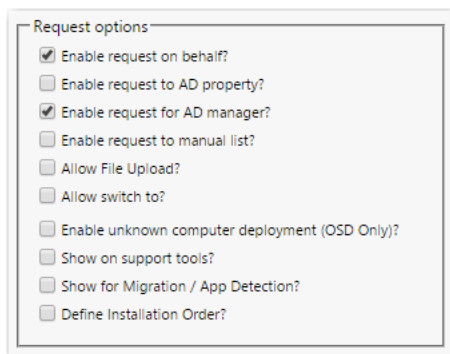 Request options
Enable request on behalf?
Enable request to AD property?
Enable request for AD manager?
Enable request to manual list?
Allow File Upload?
Allow switch to?
Enable unknown computer deployment (OSD Only)?
Show on support tools?
Show for Migration / App Detection?
Define Installation Order?